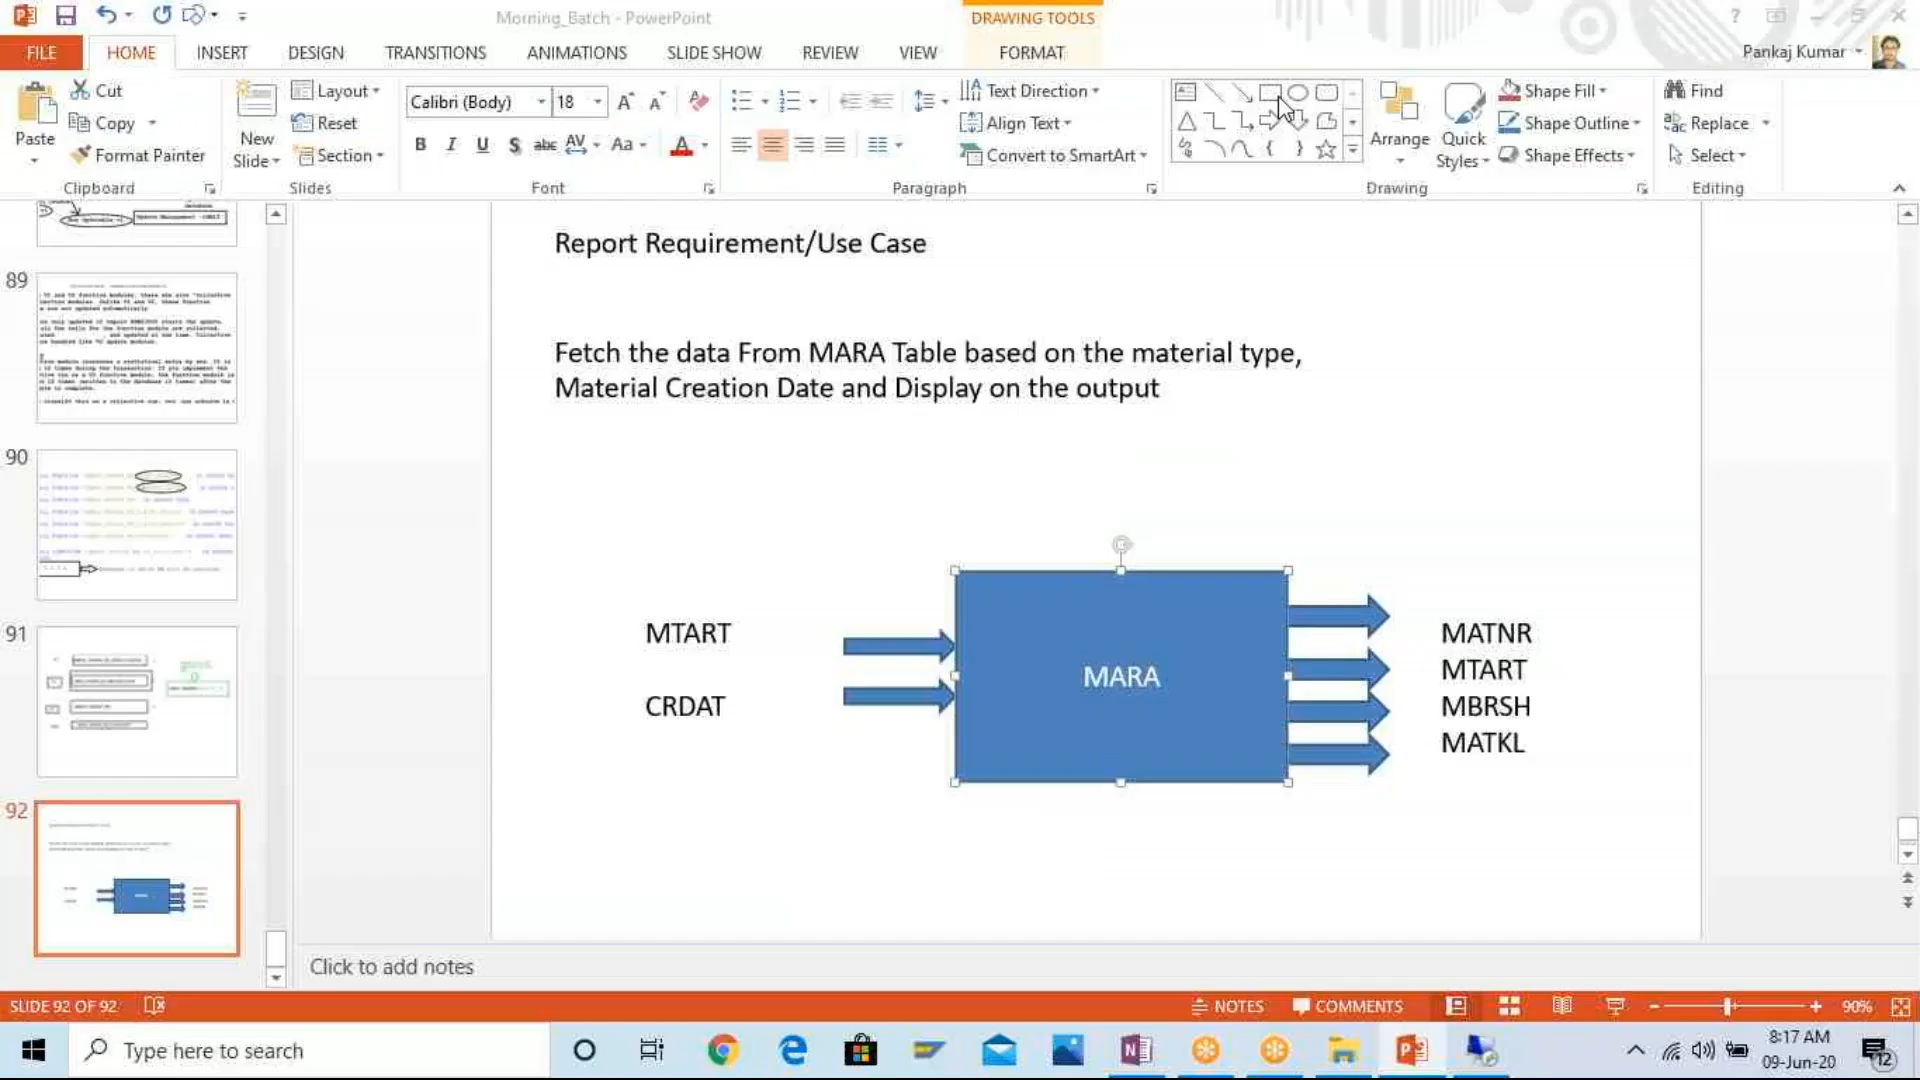 Morning_Batch - PowerPoint
DRAWING TOOLS
?
FILE
HOME
INSERT
DESIGN
TRANSITIONS
ANIMATIONS
SLIDE SHOW
REVIEW
VIEW
FORMAT
Pankaj Kumar
Paste
Cut
Copy
Format Painter
Clipboard
New
Slide
Layout
Reset
Section
Slides
Calibri (Body)
18
B I U S abc AV Aa A
Font
Text Direction
Align Text
Convert to SmartArt
Paragraph
Arrange
Quick
Styles
Shape Fill
Shape Outline
Shape Effects
Drawing
Find
Replace
Select
Editing
89
90
91
92
Report Requirement/Use Case
Fetch the data From MARA Table based on the material type,
Material Creation Date and Display on the output
MTART
CRDAT
MARA
MATNR
MTART
MBRSH
MATKL
Click to add notes
SLIDE 92 OF 92
NOTES
COMMENTS
90%
Type here to search
8:17 AM
09-Jun-20
12